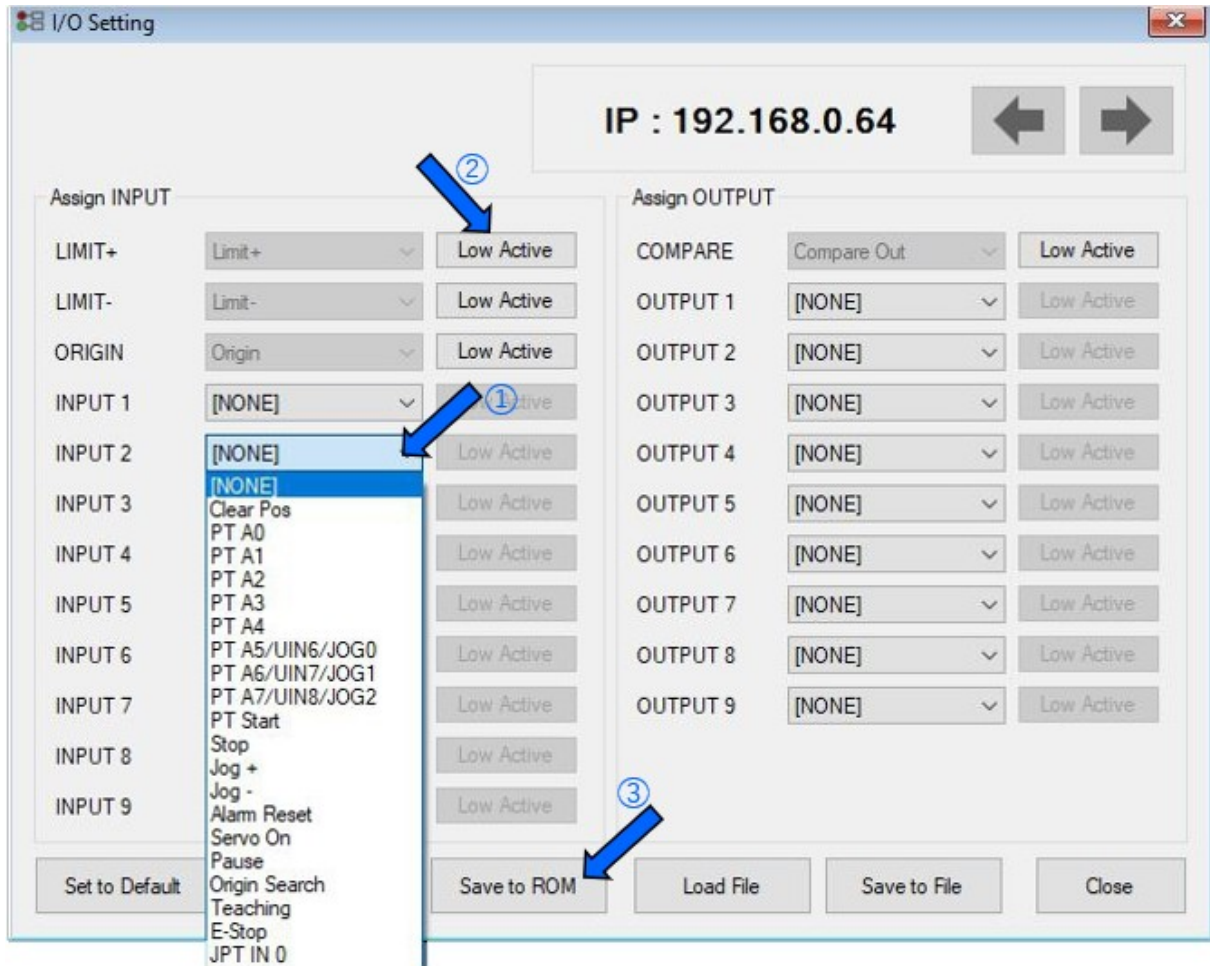 I/O Setting
IP : 192.168.0.64
②
Assign INPUT
LIMIT+ Limit+ Low Active
LIMIT- Limit- Low Active
ORIGIN Origin Low Active
①
INPUT 1 [NONE]
INPUT 2 [NONE] Low Active
INPUT 3 Low Active
INPUT 4 Low Active
INPUT 5 Low Active
INPUT 6 Low Active
INPUT 7 Low Active
INPUT 8 Low Active
INPUT 9 Low Active
[NONE]
Clear Pos
PT A0
PT A1
PT A2
PT A3
PT A4
PT A5/UIN6/JOG0
PT A6/UIN7/JOG1
PT A7/UIN8/JOG2
PT Start
Stop
Jog +
Jog -
Alarm Reset
Servo On
Pause
Origin Search
Teaching
E-Stop
JPT IN 0
Assign OUTPUT
COMPARE Compare Out Low Active
OUTPUT 1 [NONE] Low Active
OUTPUT 2 [NONE] Low Active
OUTPUT 3 [NONE] Low Active
OUTPUT 4 [NONE] Low Active
OUTPUT 5 [NONE] Low Active
OUTPUT 6 [NONE] Low Active
OUTPUT 7 [NONE] Low Active
OUTPUT 8 [NONE] Low Active
OUTPUT 9 [NONE] Low Active
③
Set to Default Save to ROM Load File Save to File Close